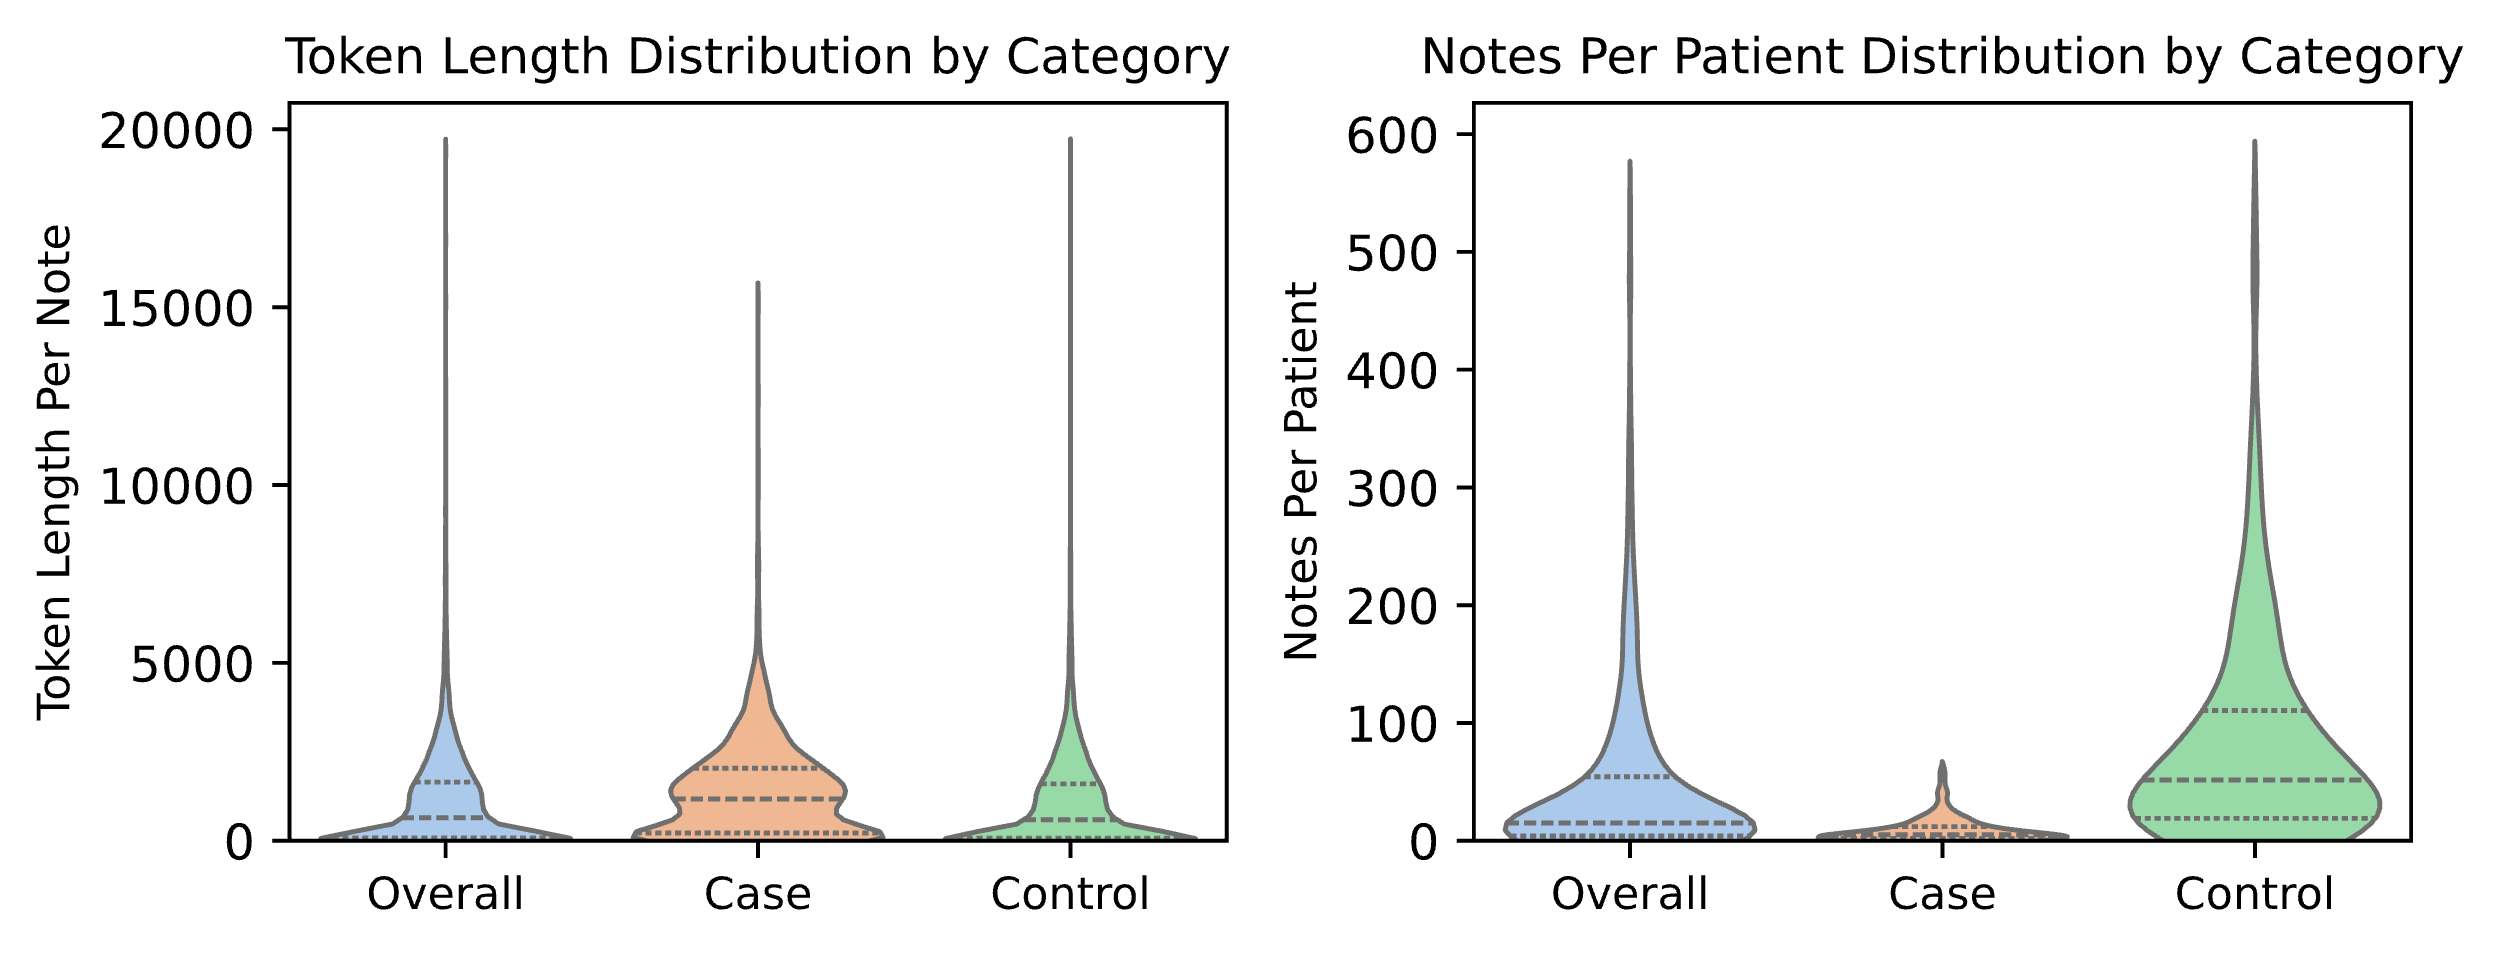 Token Length Distribution by Category
Token Length Per Note
20000
15000
10000
5000
0
Overall
Case
Control
Notes Per Patient Distribution by Category
Notes Per Patient
600
500
400
300
200
100
0
Overall
Case
Control